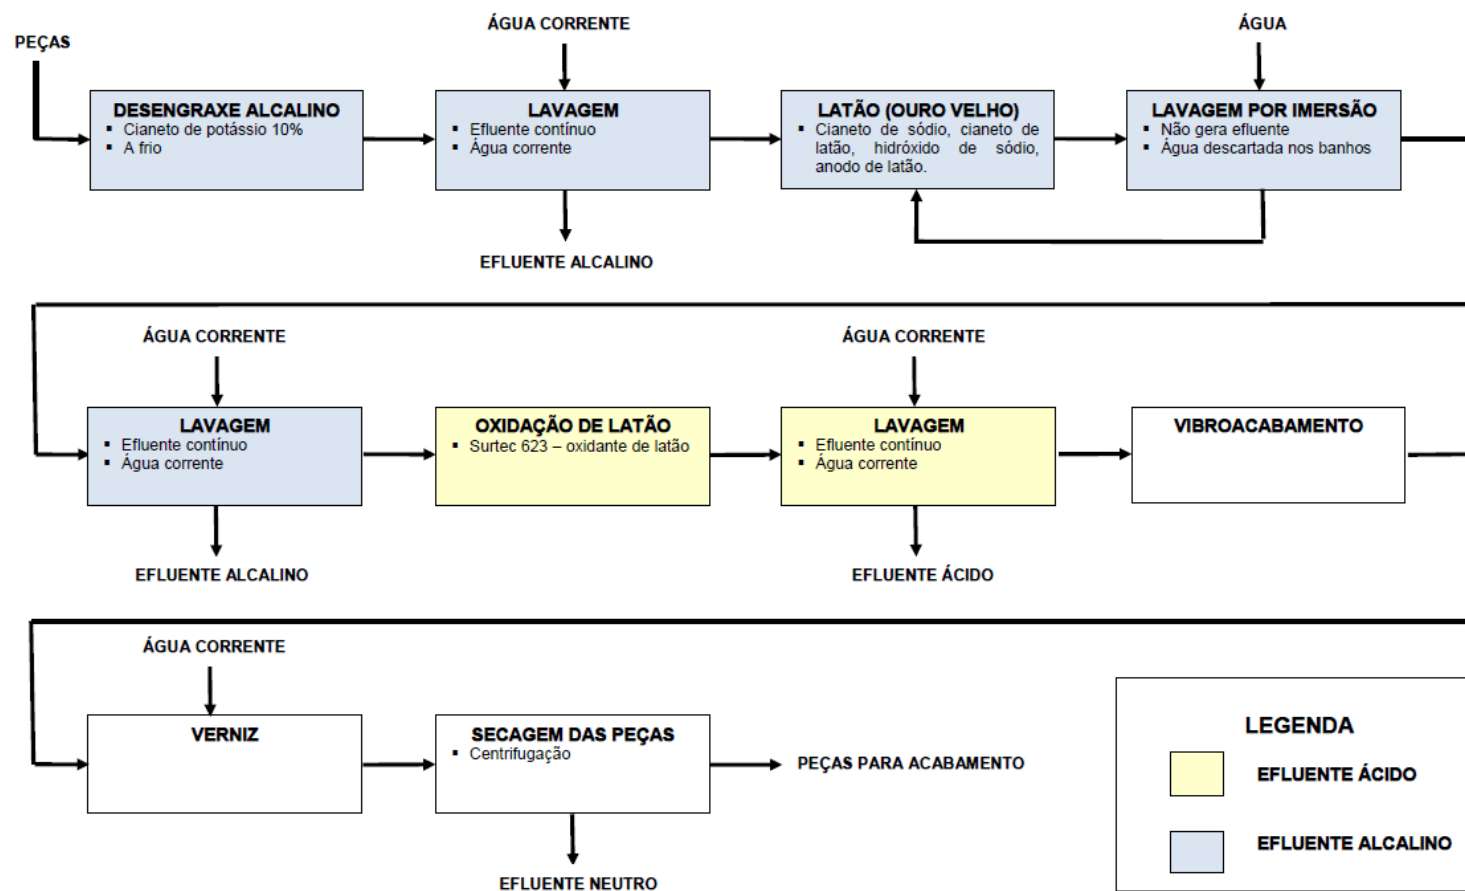 PEÇAS
ÁGUA CORRENTE
ÁGUA
DESENGRAXE ALCALINO
▪ Cianeto de potássio 10%
▪ A frio
LAVAGEM
▪ Efluente contínuo
▪ Água corrente
LATÃO (OURO VELHO)
▪ Cianeto de sódio, cianeto de
latão, hidróxido de sódio,
anodo de latão.
LAVAGEM POR IMERSÃO
▪ Não gera efluente
▪ Água descartada nos banhos
EFLUENTE ALCALINO
ÁGUA CORRENTE
ÁGUA CORRENTE
LAVAGEM
▪ Efluente contínuo
▪ Água corrente
OXIDAÇÃO DE LATÃO
▪ Surtec 623 – oxidante de latão
LAVAGEM
▪ Efluente contínuo
▪ Água corrente
VIBROACABAMENTO
EFLUENTE ALCALINO
EFLUENTE ÁCIDO
ÁGUA CORRENTE
VERNIZ
SECAGEM DAS PEÇAS
▪ Centrifugação
PEÇAS PARA ACABAMENTO
EFLUENTE NEUTRO
LEGENDA
EFLUENTE ÁCIDO
EFLUENTE ALCALINO